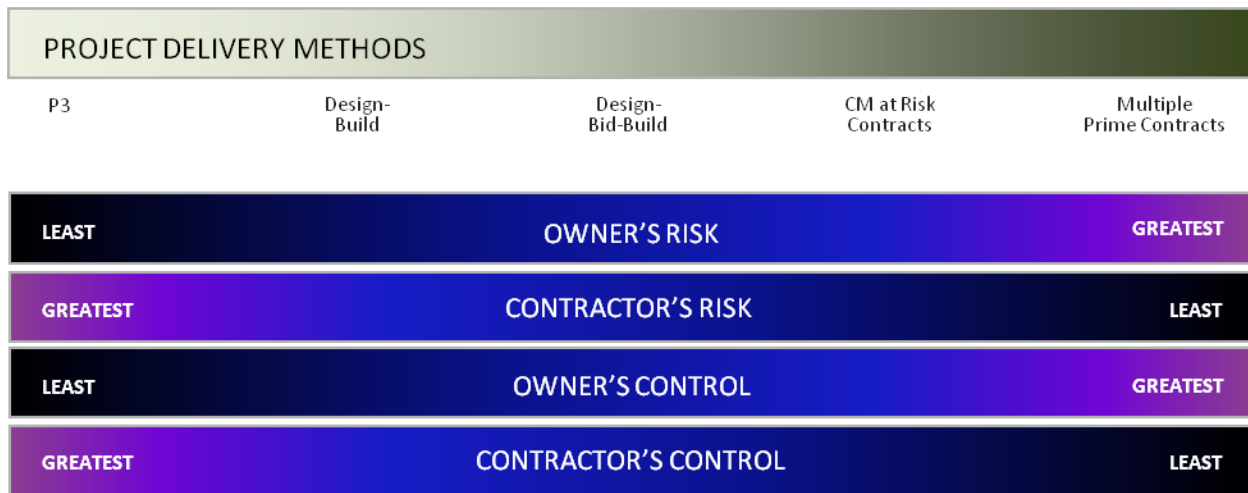 PROJECT DELIVERY METHODS
P3
Design-
Build
Design-
Bid-Build
CM at Risk
Contracts
Multiple
Prime Contracts
LEAST OWNER'S RISK GREATEST
GREATEST CONTRACTOR'S RISK LEAST
LEAST OWNER'S CONTROL GREATEST
GREATEST CONTRACTOR'S CONTROL LEAST